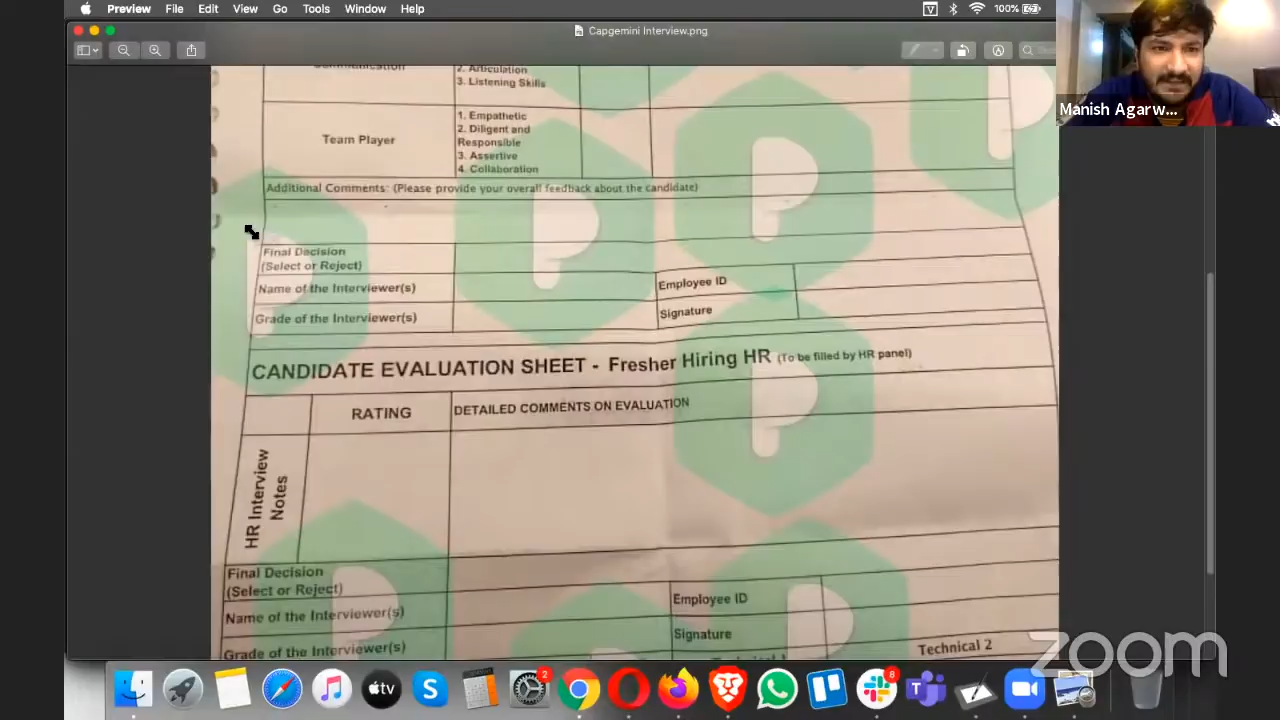 Preview File Edit View Go Tools Window Help
100%
Capgemini Interview.png
Manish Agarw...
Communication
2. Articulation
3. Listening Skills
Team Player
1. Empathetic
2. Diligent and
Responsible
3. Assertive
4. Collaboration
Additional Comments: (Please provide your overall feedback about the candidate)
Final Decision
(Select or Reject)
Name of the Interviewer(s)
Employee ID
Grade of the Interviewer(s)
Signature
CANDIDATE EVALUATION SHEET - Fresher Hiring HR (To be filled by HR panel)
RATING
DETAILED COMMENTS ON EVALUATION
HR Interview
Notes
Final Decision
(Select or Reject)
Name of the Interviewer(s)
Employee ID
Grade of the Interviewer(s)
Signature
Technical 2
zoom
tv
2
8